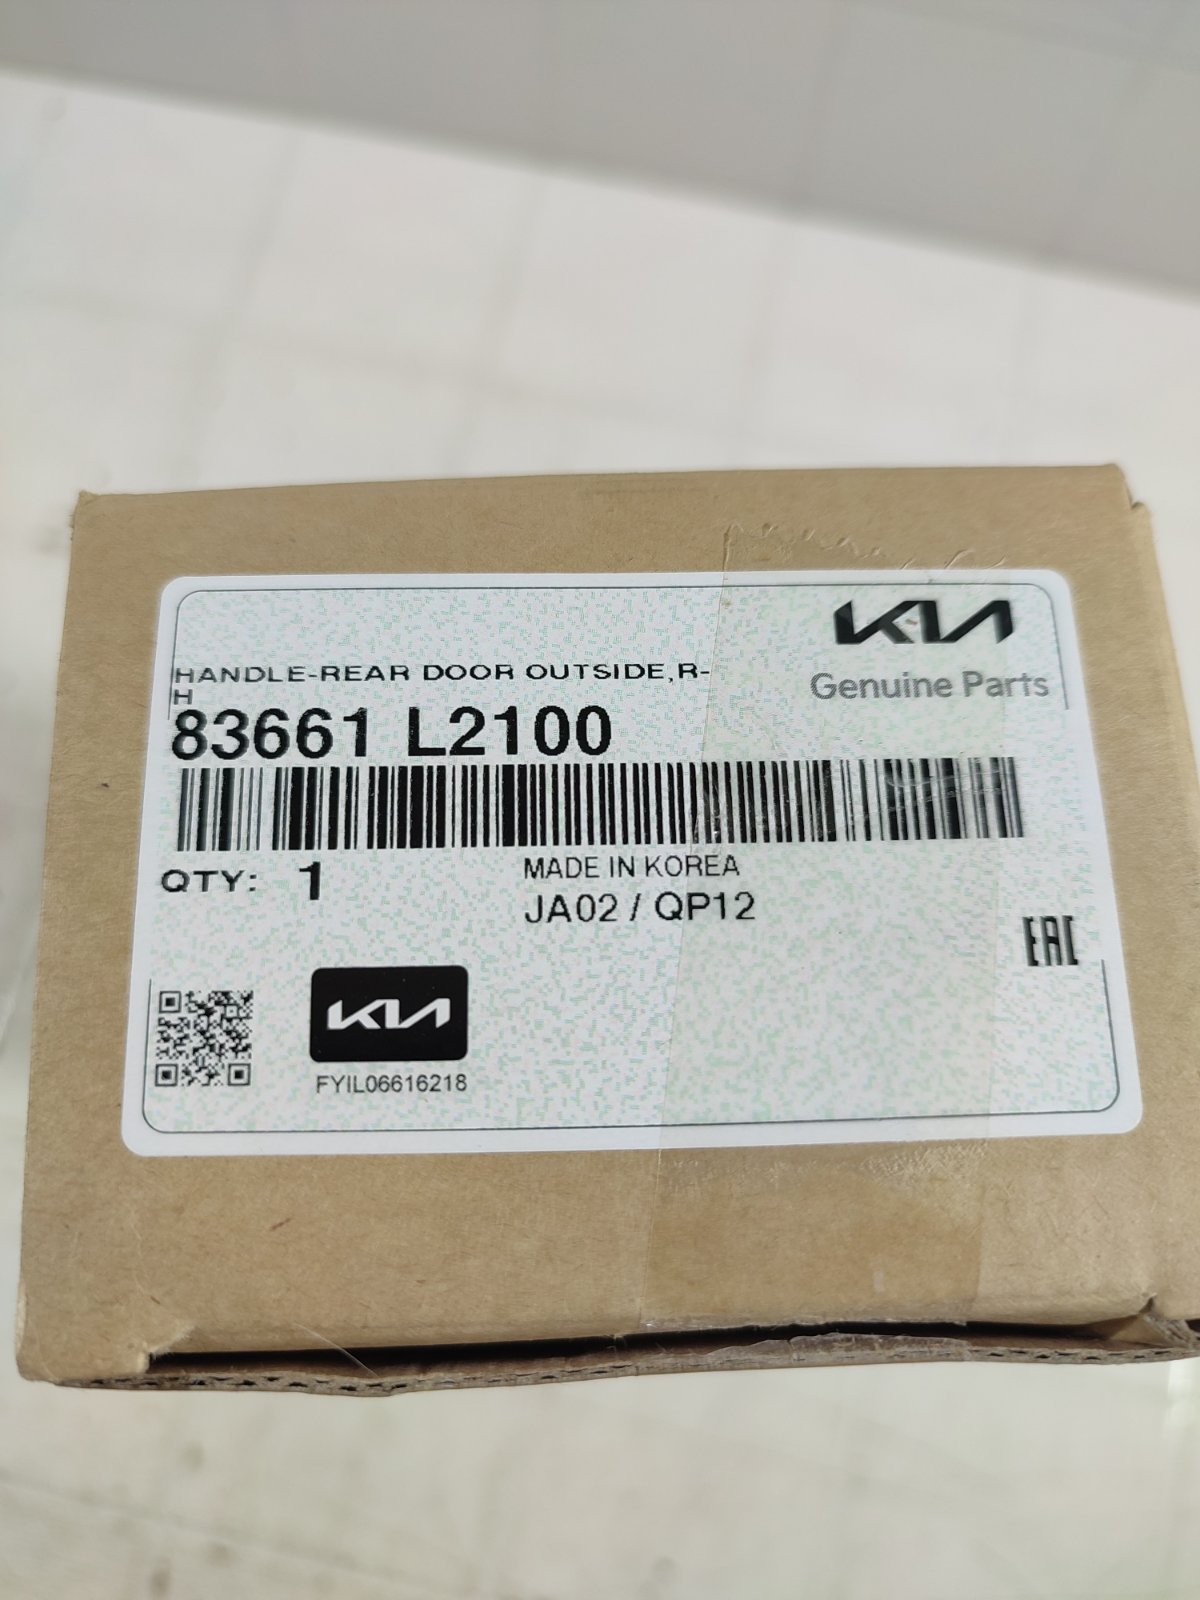 KIA
Genuine Parts
HANDLE-REAR DOOR OUTSIDE,R-
H
83661 L2100
QTY: 1
MADE IN KOREA
JA02 / QP12
EAC
KIA
FYIL06616218